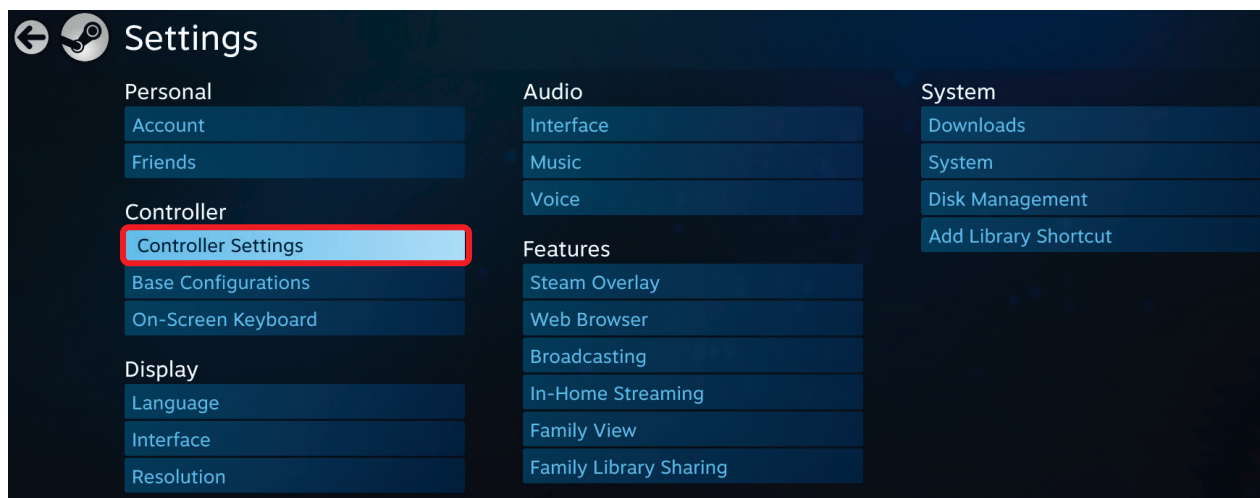 Settings
Personal
Account
Friends
Controller
Controller Settings
Base Configurations
On-Screen Keyboard
Display
Language
Interface
Resolution
Audio
Interface
Music
Voice
Features
Steam Overlay
Web Browser
Broadcasting
In-Home Streaming
Family View
Family Library Sharing
System
Downloads
System
Disk Management
Add Library Shortcut